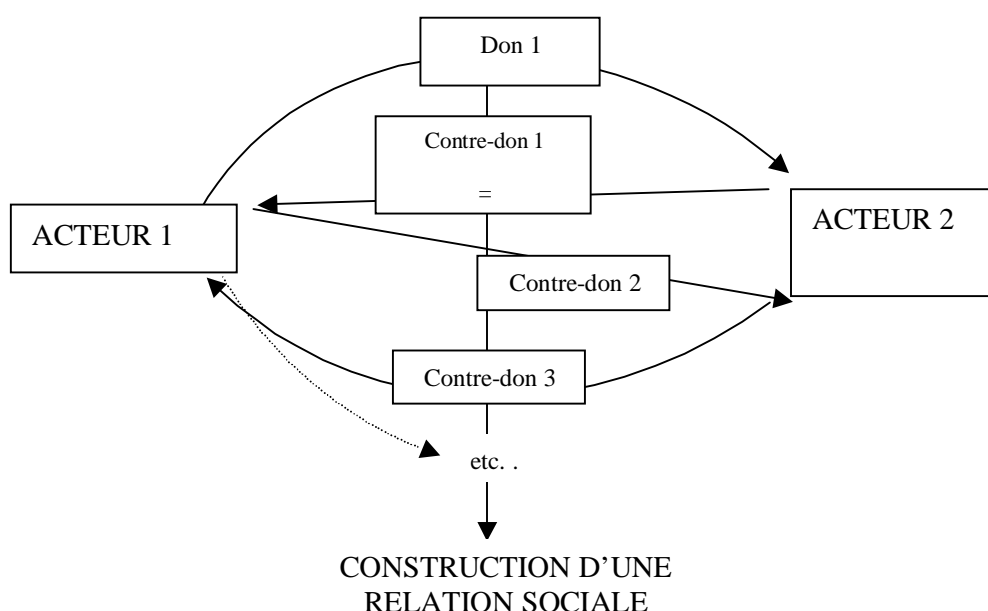 Don 1
Contre-don 1
=
ACTEUR 1
ACTEUR 2
Contre-don 2
Contre-don 3
etc. .
CONSTRUCTION D’UNE
RELATION SOCIALE